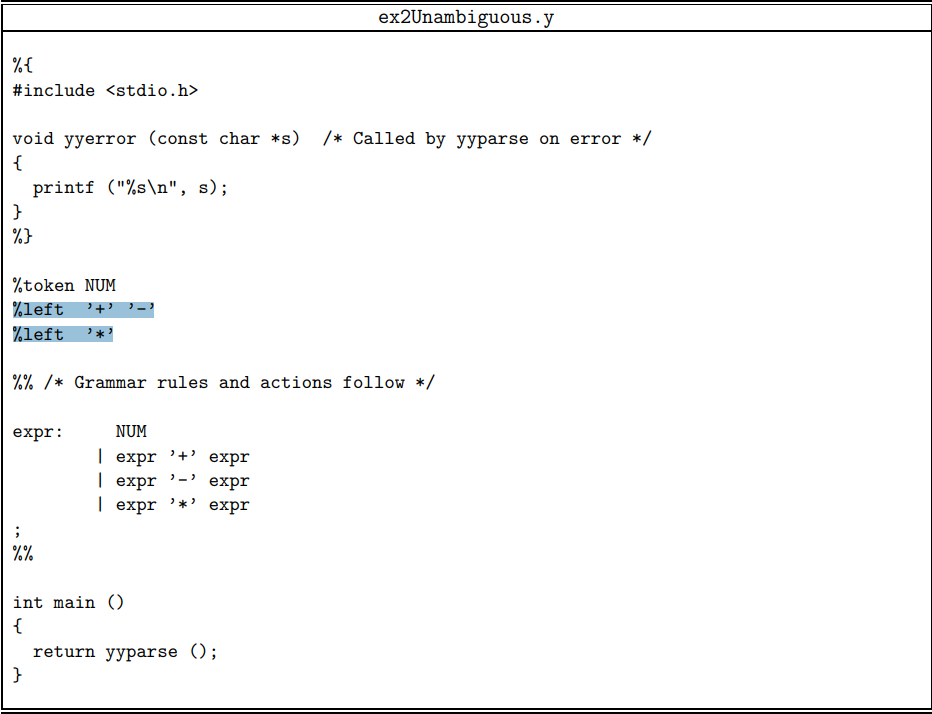 ex2Unambiguous.y
%{
#include <stdio.h>
void yyerror (const char *s)  /* Called by yyparse on error */
{
  printf ("%s\n", s);
}
%}
%token NUM
%left  ’+’ ’-’
%left  ’*’
%% /* Grammar rules and actions follow */
expr:     NUM
        | expr ’+’ expr
        | expr ’-’ expr
        | expr ’*’ expr
;
%%
int main ()
{
  return yyparse ();
}